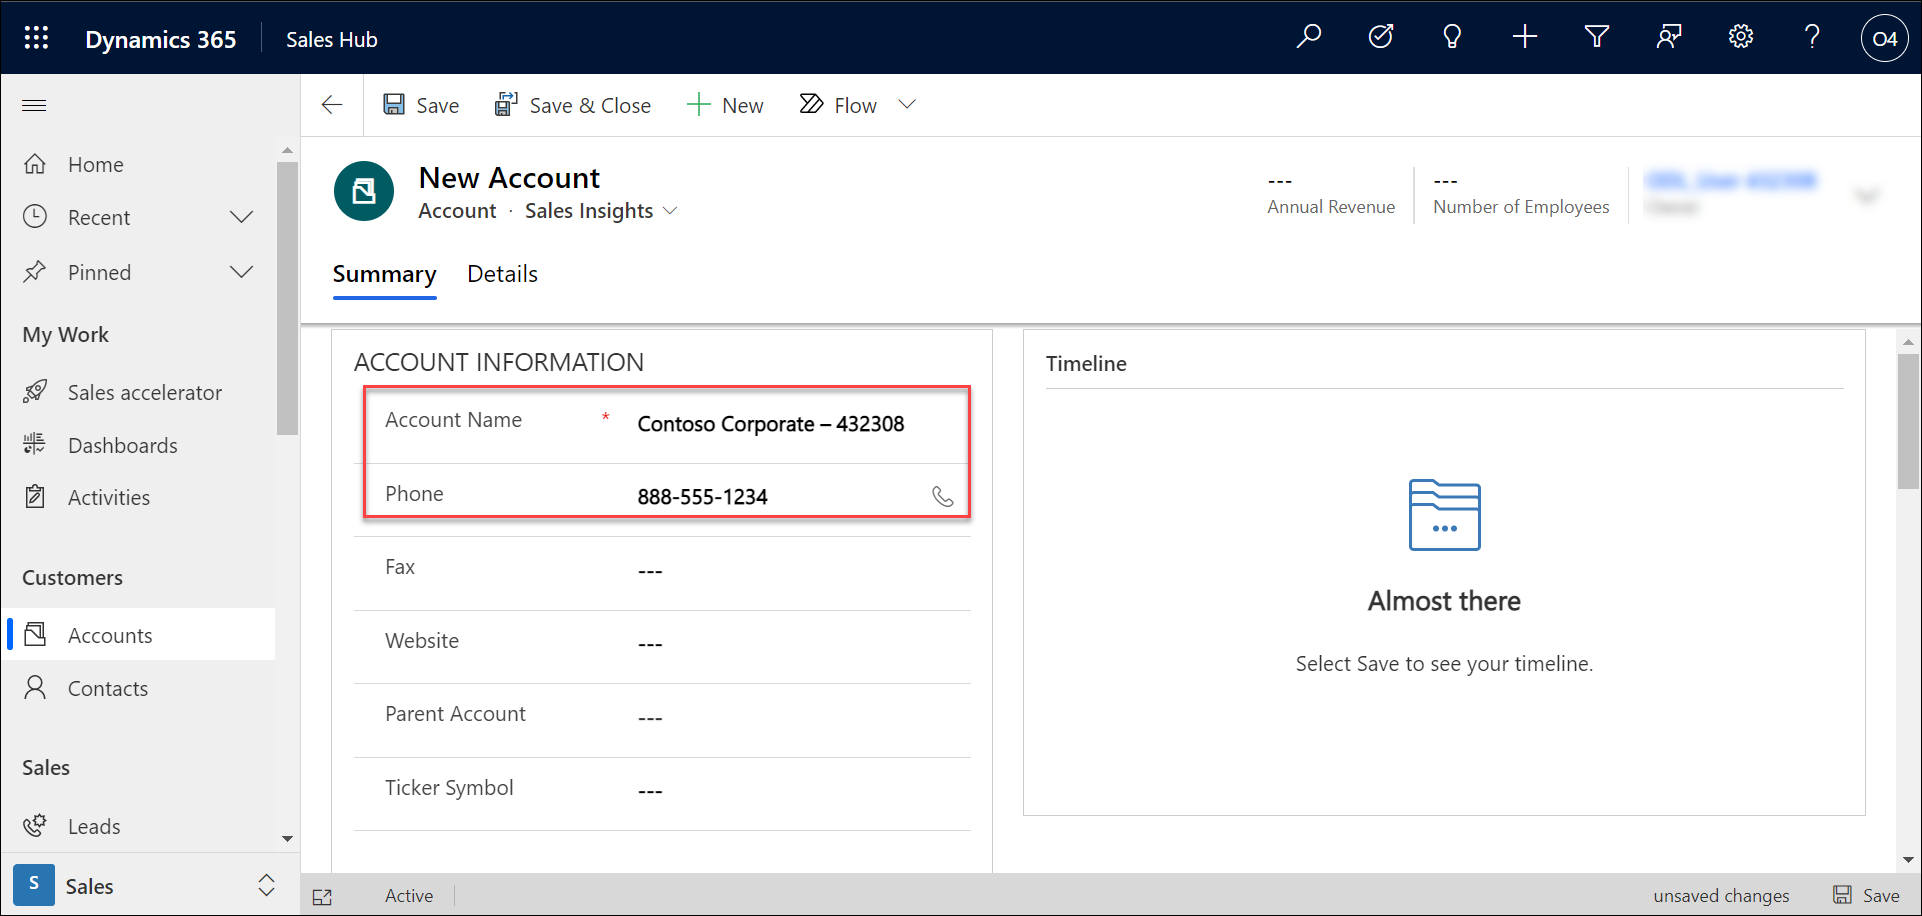 Dynamics 365
Sales Hub
O4
Save
Save & Close
New
Flow
Home
Recent
Pinned
My Work
Sales accelerator
Dashboards
Activities
Customers
Accounts
Contacts
Sales
Leads
S
Sales
New Account
Account · Sales Insights
---
Annual Revenue
---
Number of Employees
Summary
Details
ACCOUNT INFORMATION
Account Name * Contoso Corporate – 432308
Phone 888-555-1234
Fax ---
Website ---
Parent Account ---
Ticker Symbol ---
Timeline
Almost there
Select Save to see your timeline.
Active
unsaved changes
Save